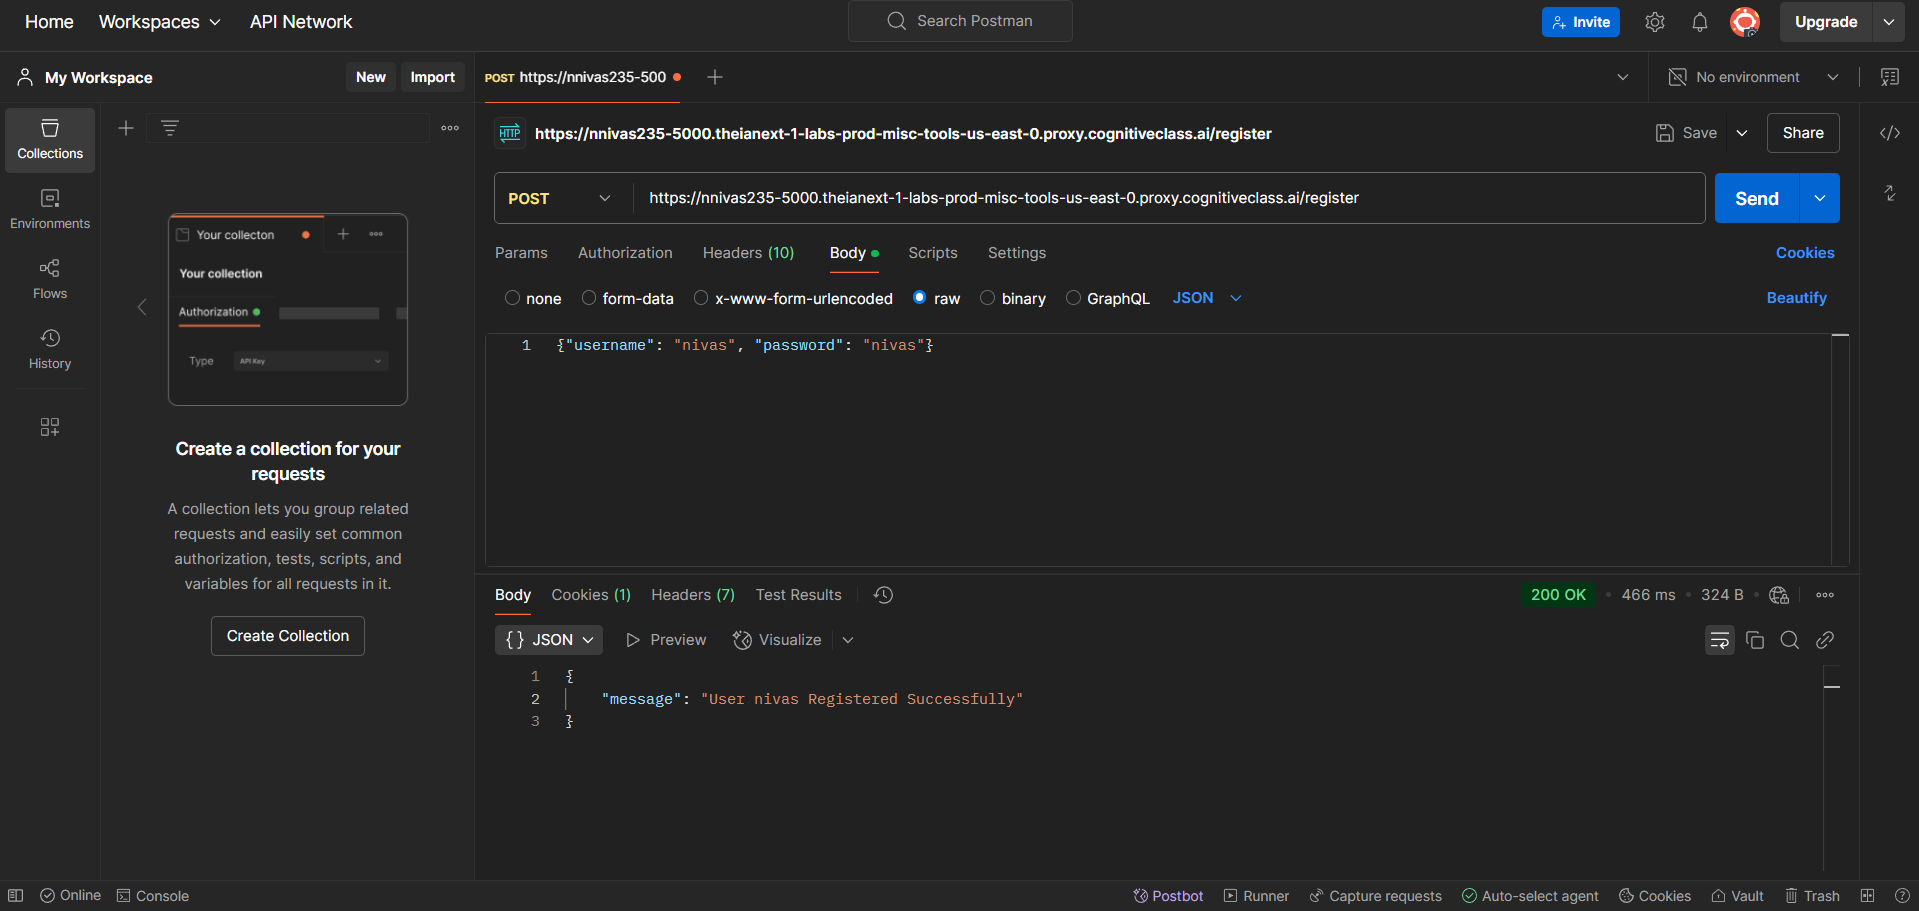 Home Workspaces API Network Search Postman Invite Upgrade
My Workspace New Import POST https://nnivas235-500 No environment
Collections
Environments
Flows
History
Your collecton
Your collection
Authorization
Type API Key
Create a collection for your
requests
A collection lets you group related
requests and easily set common
authorization, tests, scripts, and
variables for all requests in it.
Create Collection
HTTP https://nnivas235-5000.theianext-1-labs-prod-misc-tools-us-east-0.proxy.cognitiveclass.ai/register Save Share
POST https://nnivas235-5000.theianext-1-labs-prod-misc-tools-us-east-0.proxy.cognitiveclass.ai/register Send
Params Authorization Headers (10) Body Scripts Settings Cookies
none form-data x-www-form-urlencoded raw binary GraphQL JSON Beautify
1 {"username": "nivas", "password": "nivas"}
Body Cookies (1) Headers (7) Test Results 200 OK • 466 ms • 324 B •
{} JSON Preview Visualize
1 {
2 "message": "User nivas Registered Successfully"
3 }
Online Console Postbot Runner Capture requests Auto-select agent Cookies Vault Trash